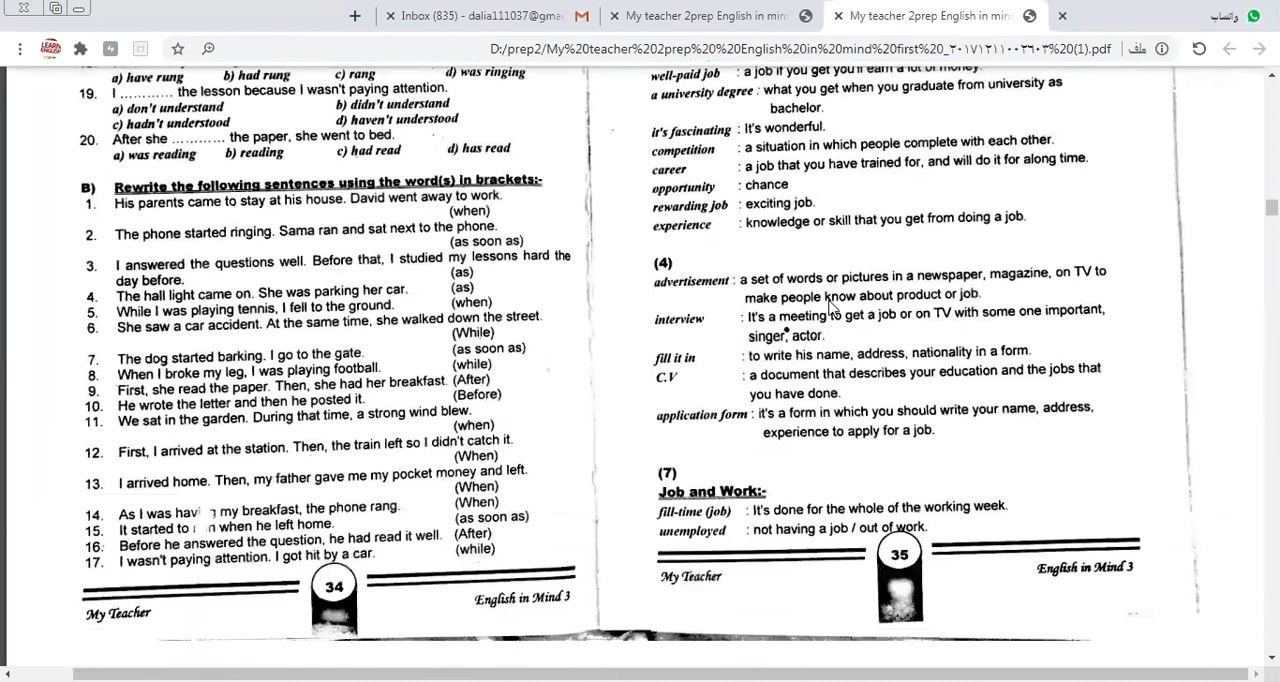 Inbox (835) - dalia111037@gmai
My teacher 2prep English in min
My teacher 2prep English in min
واتساب
D:/prep2/My%20teacher%202prep%20%20English%20in%20mind%20first%20_٢٠١٧١٢١١٠٠٢٦٠٣%20(1).pdf
ملف
a) have rung b) had rung c) rang d) was ringing
19. I ............ the lesson because I wasn't paying attention.
a) don't understand b) didn't understand
c) hadn't understood d) haven't understood
20. After she ............ the paper, she went to bed.
a) was reading b) reading c) had read d) has read
B) Rewrite the following sentences using the word(s) in brackets:-
1. His parents came to stay at his house. David went away to work.
(when)
2. The phone started ringing. Sama ran and sat next to the phone.
(as soon as)
3. I answered the questions well. Before that, I studied my lessons hard the
day before. (as)
4. The hall light came on. She was parking her car. (as)
5. While I was playing tennis, I fell to the ground. (when)
6. She saw a car accident. At the same time, she walked down the street.
(While)
7. The dog started barking. I go to the gate. (as soon as)
8. When I broke my leg, I was playing football. (while)
9. First, she read the paper. Then, she had her breakfast. (After)
10. He wrote the letter and then he posted it. (Before)
11. We sat in the garden. During that time, a strong wind blew.
(when)
12. First, I arrived at the station. Then, the train left so I didn't catch it.
(When)
13. I arrived home. Then, my father gave me my pocket money and left.
(When)
14. As I was my breakfast, the phone rang. (When)
15. It started to when he left home. (as soon as)
16. Before he answered the question, he had read it well. (After)
17. I wasn't paying attention. I got hit by a car. (while)
34
My Teacher
English in Mind 3
well-paid job : a job if you get you'll earn a lot of money.
a university degree : what you get when you graduate from university as
bachelor.
it's fascinating : It's wonderful.
competition : a situation in which people complete with each other.
career : a job that you have trained for, and will do it for along time.
opportunity : chance
rewarding job : exciting job.
experience : knowledge or skill that you get from doing a job.
(4)
advertisement : a set of words or pictures in a newspaper, magazine, on TV to
make people know about product or job.
interview : It's a meeting to get a job or on TV with some one important,
singer, actor.
fill it in : to write his name, address, nationality in a form.
C.V : a document that describes your education and the jobs that
you have done.
application form : it's a form in which you should write your name, address,
experience to apply for a job.
(7)
Job and Work:-
fill-time (job) : It's done for the whole of the working week.
unemployed : not having a job / out of work.
35
My Teacher
English in Mind 3